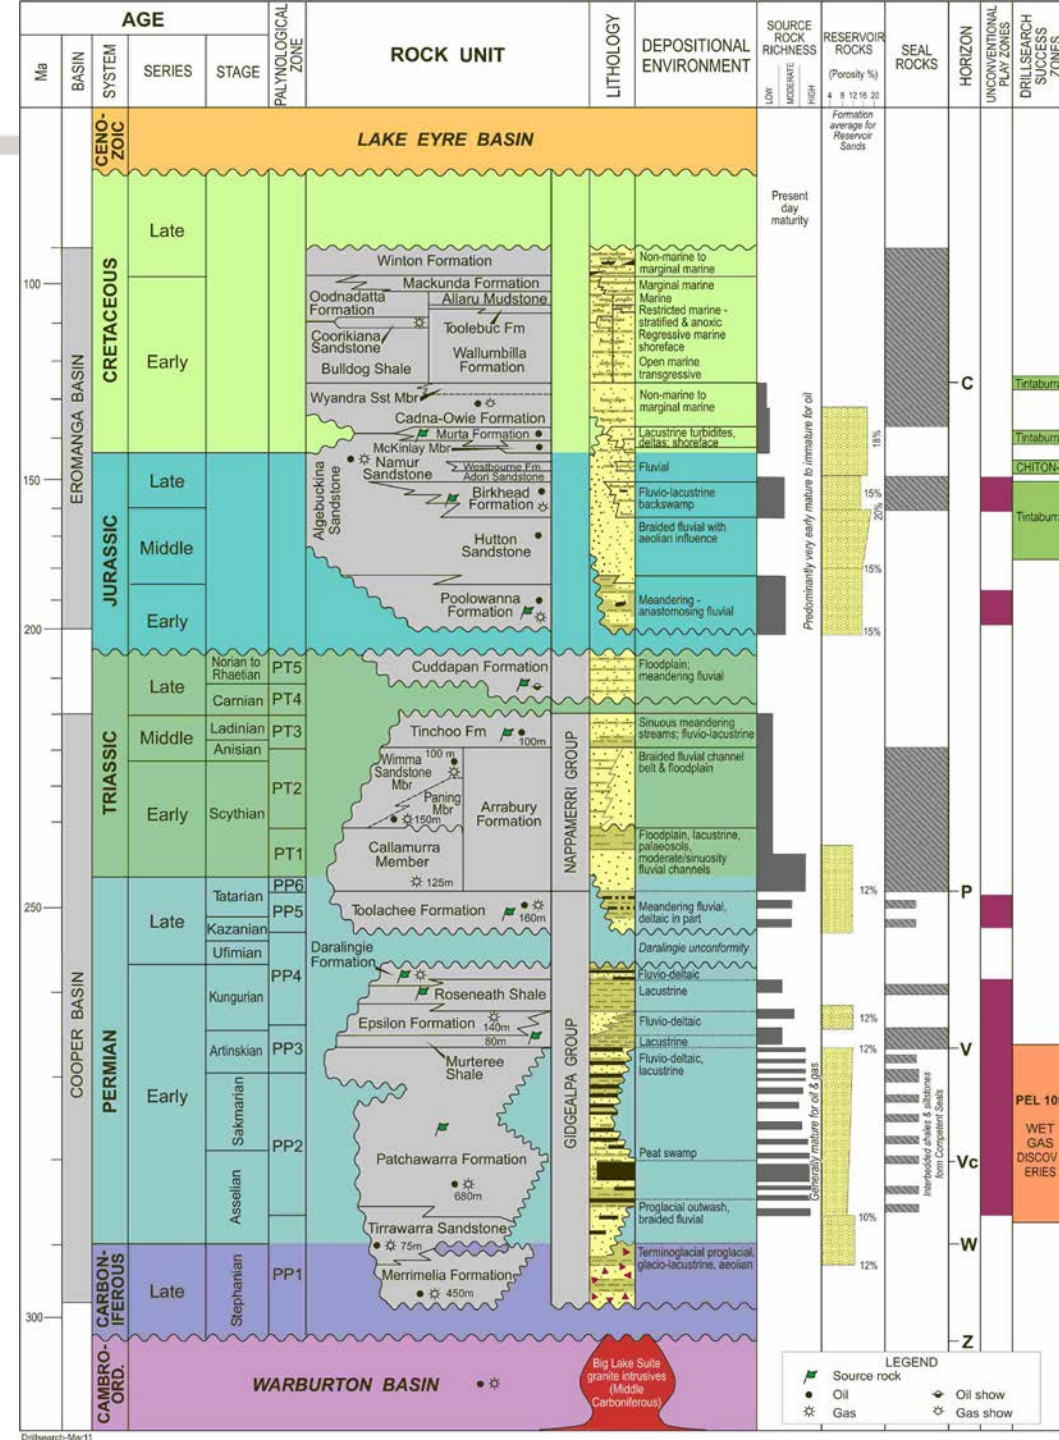 AGE
Ma
BASIN
SYSTEM
SERIES
STAGE
PALYNOLOGICAL
ZONE
ROCK UNIT
LITHOLOGY
DEPOSITIONAL
ENVIRONMENT
SOURCE
ROCK
RICHNESS
LOW
MODERATE
HIGH
RESERVOIR
ROCKS
(Porosity %)
4 8 12 16 20
SEAL
ROCKS
HORIZON
UNCONVENTIONAL
PLAY ZONES
DRILLSEARCH
SUCCESS
ZONES
CENO-
ZOIC
LAKE EYRE BASIN
Formation
average for
Reservoir
Sands
Present
day
maturity
100
150
200
250
300
EROMANGA BASIN
COOPER BASIN
CRETACEOUS
Late
Early
Winton Formation
Mackunda Formation
Oodnadatta
Formation
Allaru Mudstone
Toolebuc Fm
Coorikiana
Sandstone
Wallumbilla
Formation
Bulldog Shale
Wyandra Sst Mbr
Cadna-Owie Formation
Murta Formation
McKinlay Mbr
Namur
Sandstone
Westbourne Fm
Adori Sandstone
Algebuckina
Sandstone
Birkhead
Formation
Hutton
Sandstone
Poolowanna
Formation
Non-marine to
marginal marine
Marginal marine
Marine
Restricted marine -
stratified & anoxic
Regressive marine
shoreface
Open marine
transgressive
Non-marine to
marginal marine
Lacustrine turbidites,
deltas; shoreface
Fluvial
Fluvio-lacustrine
backswamp
Braided fluvial with
aeolian influence
Meandering -
anastomosing fluvial
Predominantly very early mature to immature for oil
18%
15%
20%
15%
15%
C
Tintaburra
Tintaburra
CHITON-
Tintaburra
JURASSIC
Late
Middle
Early
TRIASSIC
Late
Middle
Early
Norian to
Rhaetian
Carnian
Ladinian
Anisian
Scythian
PT5
PT4
PT3
PT2
PT1
Cuddapan Formation
Tinchoo Fm
100m
Wimma
Sandstone
Mbr
100 m
Paning
Mbr
150m
Arrabury
Formation
Callamurra
Member
125m
NAPPAMERRI GROUP
Floodplain;
meandering fluvial
Sinuous meandering
streams; fluvio-lacustrine
Braided fluvial channel
belt & floodplain
Floodplain, lacustrine,
palaeosols,
moderate/sinuosity
fluvial channels
12%
P
PERMIAN
Late
Early
Tatarian
Kazanian
Ufimian
Kungurian
Artinskian
Sakmarian
Asselian
PP6
PP5
PP4
PP3
PP2
PP1
Toolachee Formation
160m
Daralingie
Formation
Roseneath Shale
Epsilon Formation
140m
80m
Murteree
Shale
Patchawarra Formation
680m
Tirrawarra Sandstone
75m
Merrimelia Formation
450m
GIDGEALPA GROUP
Meandering fluvial,
deltaic in part
Daralingie unconformity
Fluvio-deltaic
Lacustrine
Fluvio-deltaic
Lacustrine
Fluvio-deltaic,
lacustrine
Peat swamp
Proglacial outwash,
braided fluvial
Terminoglacial proglacial,
glacio-lacustrine, aeolian
Generally mature for oil & gas
12%
12%
10%
12%
Interbedded shales & siltstones
form Competent Seals
V
Vc
W
Z
PEL 10
WET
GAS
DISCOV
ERIES
CARBON-
IFEROUS
Late
Stephanian
CAMBRO-
ORD.
WARBURTON BASIN
Big Lake Suite
granite intrusives
(Middle
Carboniferous)
LEGEND
Source rock
Oil
Oil show
Gas
Gas show
Drillsearch-Mar11